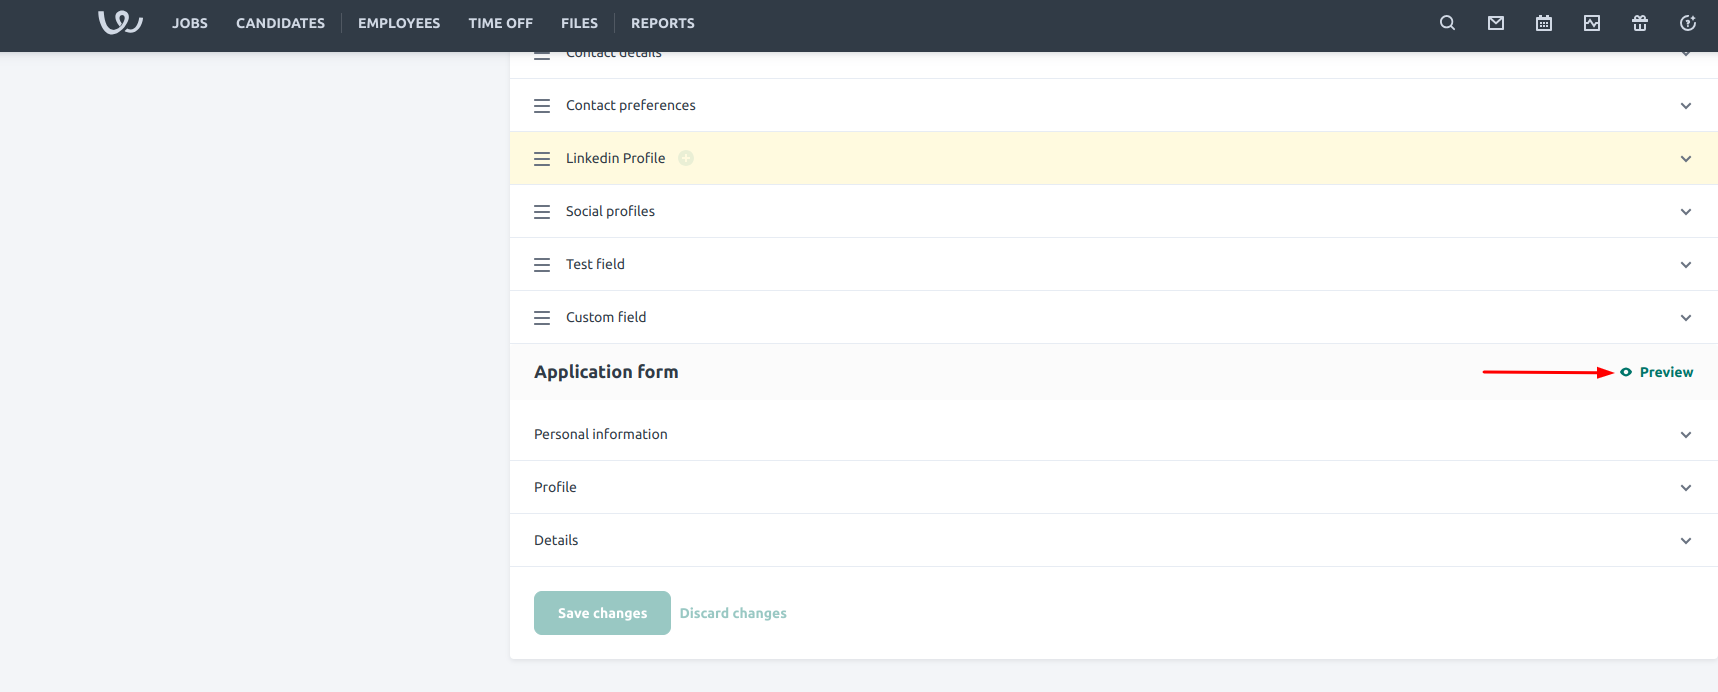 JOBS CANDIDATES EMPLOYEES TIME OFF FILES REPORTS
Contact details
Contact preferences
Linkedin Profile
Social profiles
Test field
Custom field
Application form Preview
Personal information
Profile
Details
Save changes Discard changes